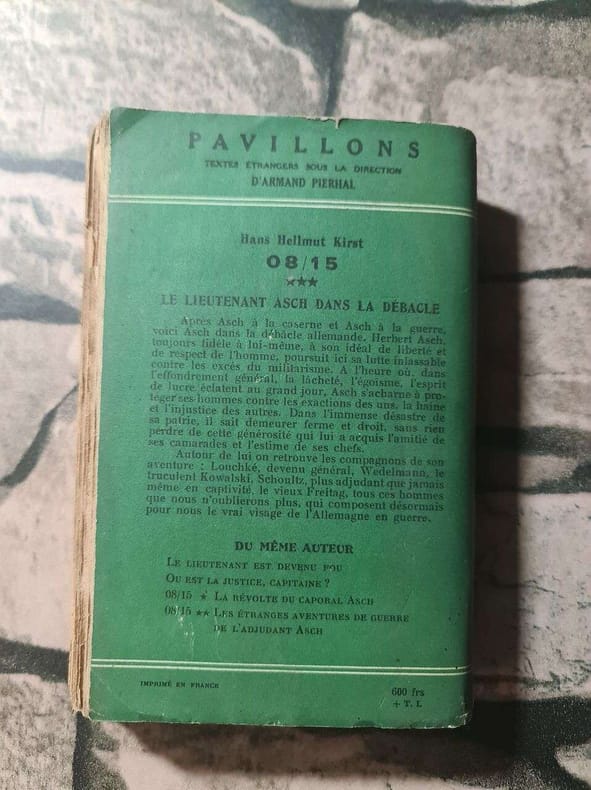 PAVILLONS
TEXTES ÉTRANGERS SOUS LA DIRECTION
D'ARMAND PIERHAL
Hans Hellmut Kirst
08/15
★★★
LE LIEUTENANT ASCH DANS LA DÉBACLE
Après Asch à la caserne et Asch à la guerre,
voici Asch dans la débâcle allemande. Herbert Asch,
toujours fidèle à lui-même, à son idéal de liberté et
de respect de l'homme, poursuit ici sa lutte inlassable
contre les excès du militarisme. A l'heure où, dans
l'effondrement général, la lâcheté, l'égoïsme, l'esprit
de lucre éclatent au grand jour, Asch s'acharne à pro-
téger ses hommes contre les exactions des uns, la haine
et l'injustice des autres. Dans l'immense désastre de
sa patrie, il sait demeurer ferme et droit, sans rien
perdre de cette générosité qui lui a acquis l'amitié de
ses camarades et l'estime de ses chefs.
Autour de lui on retrouve les compagnons de son
aventure : Louchké, devenu général, Wedelmann, le
truculent Kowalski, Schoultz, plus adjudant que jamais
même en captivité, le vieux Freitag, tous ces hommes
que nous n'oublierons plus, qui composent désormais
pour nous le vrai visage de l'Allemagne en guerre.
DU MÊME AUTEUR
LE LIEUTENANT EST DEVENU FOU
OU EST LA JUSTICE, CAPITAINE ?
08/15 ★ LA RÉVOLTE DU CAPORAL ASCH
08/15 ★★ LES ÉTRANGES AVENTURES DE GUERRE
DE L'ADJUDANT ASCH
IMPRIMÉ EN FRANCE
600 frs
+ T. L.